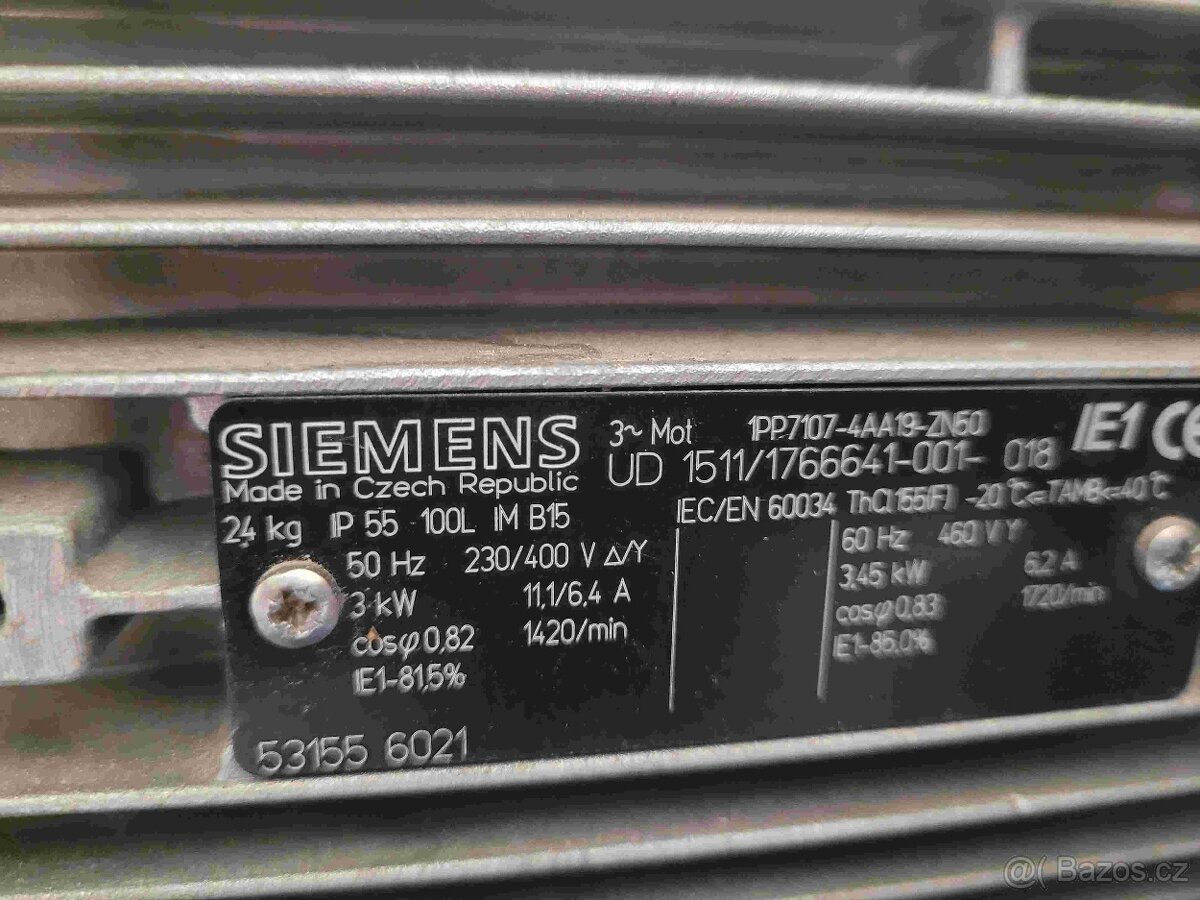 SIEMENS
Made in Czech Republic
3~ Mot 1PP7107-4AA19-ZN50
UD 1511/1766641-001- 018
IE1 CE
24 kg IP 55 100L IM B15
IEC/EN 60034 Th.Cl.155(F) -20°C<=TAMB<=40°C
50 Hz 230/400 V Δ/Y
3 kW 11,1/6,4 A
cosφ 0,82 1420/min
IE1-81,5%
60 Hz 460 V Y
3,45 kW 6,2 A
cosφ 0,83 1720/min
IE1-85.0%
53155 6021
@( Bazos.cz